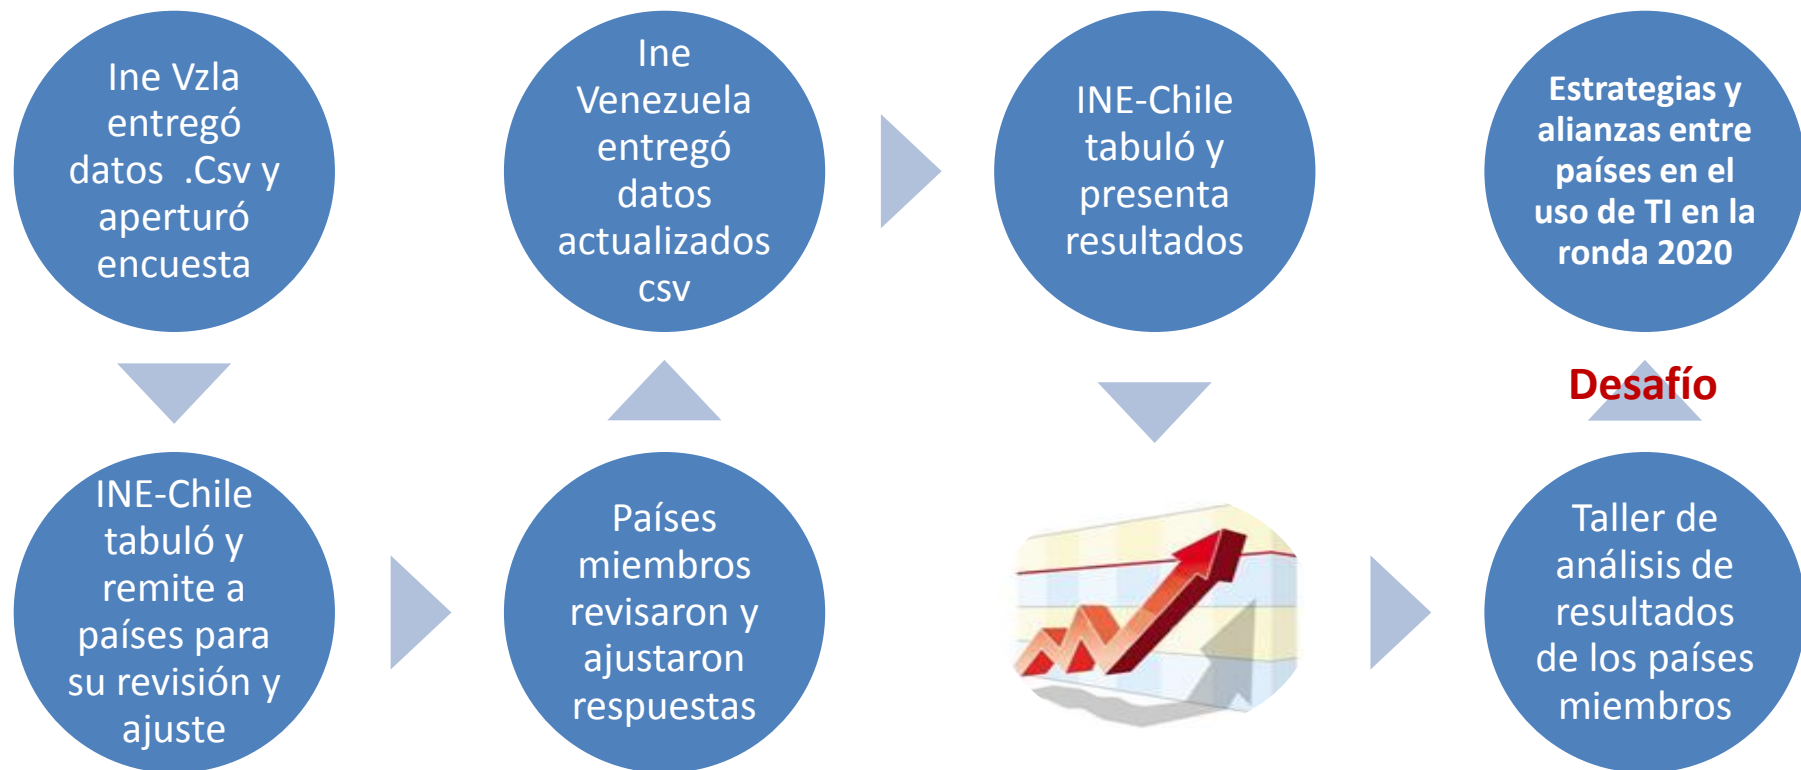 Ine Vzla
entregó
datos .Csv y
aperturó
encuesta
INE-Chile
tabuló y
remite a
países para
su revisión y
ajuste
Países
miembros
revisaron y
ajustaron
respuestas
Ine
Venezuela
entregó
datos
actualizados
csv
INE-Chile
tabuló y
presenta
resultados
Taller de
análisis de
resultados
de los países
miembros
Desafío
Estrategias y
alianzas entre
países en el
uso de TI en la
ronda 2020